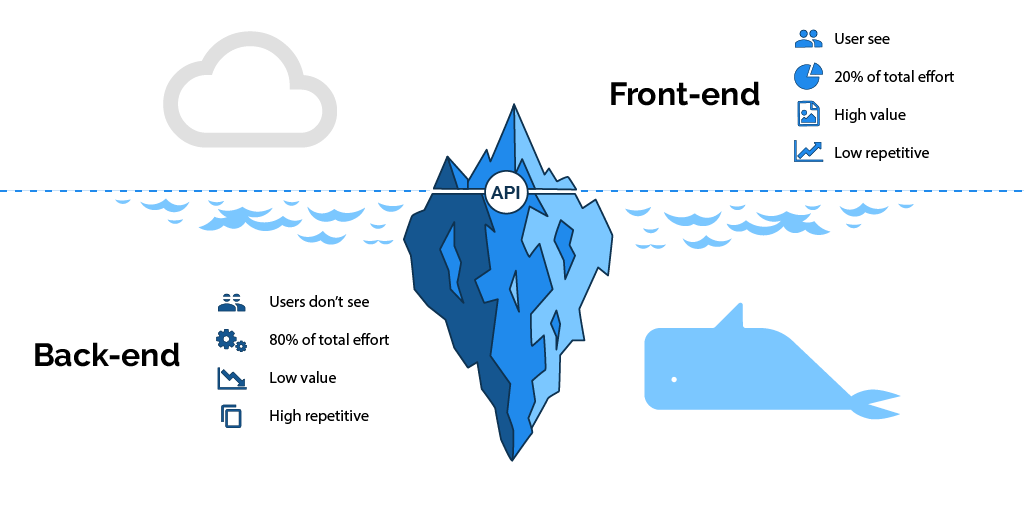 Front-end
User see
20% of total effort
High value
Low repetitive
API
Back-end
Users don't see
80% of total effort
Low value
High repetitive